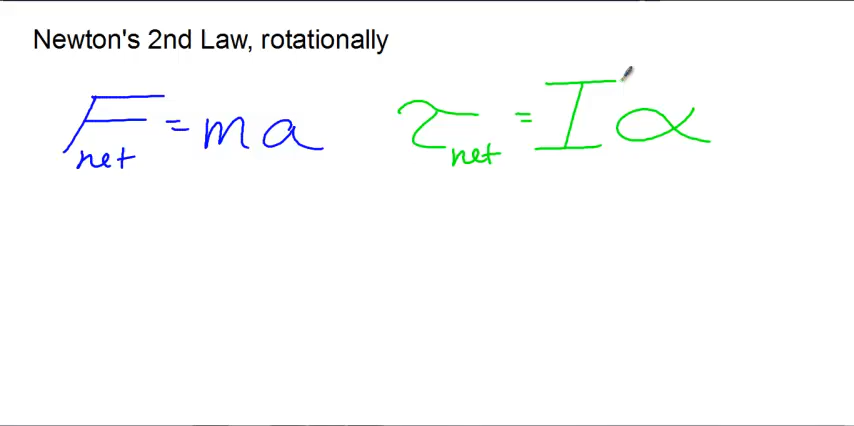 Newton's 2nd Law, rotationally
F_net = ma τ_net = Iα